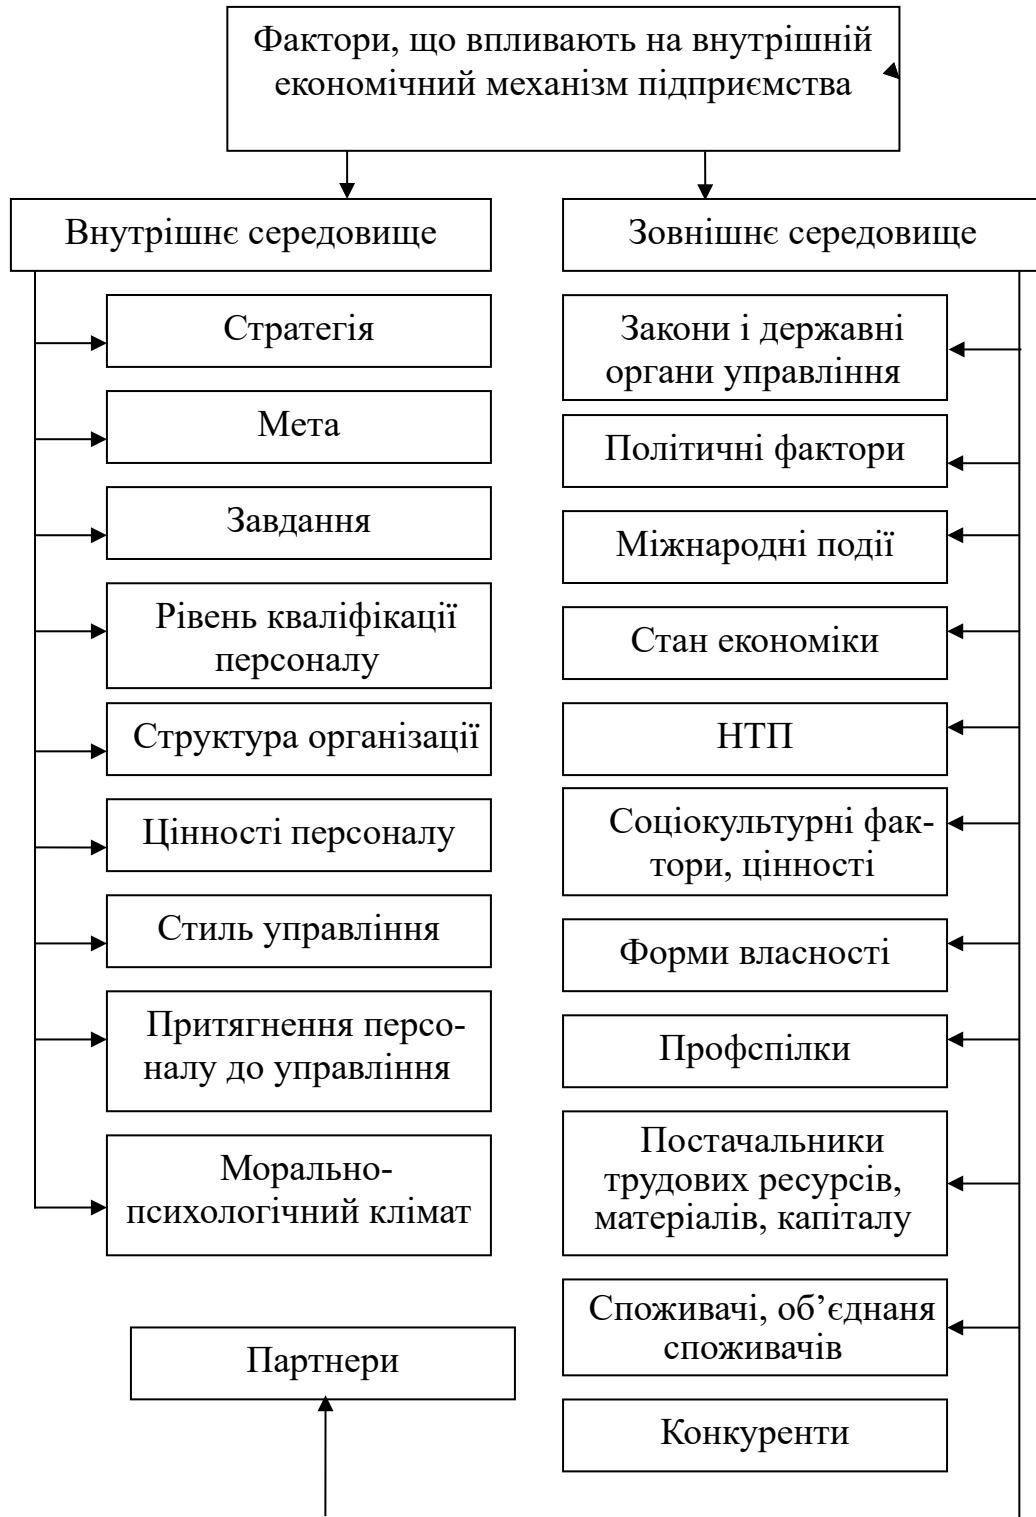 Фактори, що впливають на внутрішній
економічний механізм підприємства
Внутрішнє середовище
Стратегія
Мета
Завдання
Рівень кваліфікації
персоналу
Структура організації
Цінності персоналу
Стиль управління
Притягнення персо-
налу до управління
Морально-
психологічний клімат
Партнери
Зовнішнє середовище
Закони і державні
органи управління
Політичні фактори
Міжнародні події
Стан економіки
НТП
Соціокультурні фак-
тори, цінності
Форми власності
Профспілки
Постачальники
трудових ресурсів,
матеріалів, капіталу
Споживачі, об’єднаня
споживачів
Конкуренти